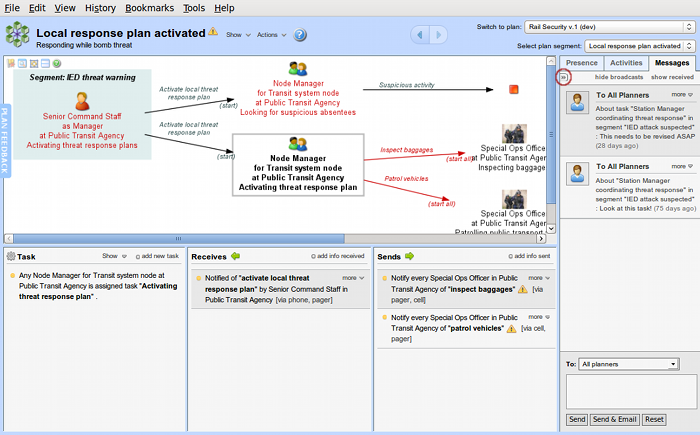 File Edit View History Bookmarks Tools Help
Local response plan activated
Show
Actions
Responding while bomb threat
Switch to plan: Rail Security v.1 (dev)
Select plan segment: Local response plan activated
PLAN FEEDBACK
Segment: IED threat warning
Senior Command Staff
as Manager
at Public Transit Agency
Activating threat response plans
Activate local threat
response plan
(start)
Activate local threat
response plan
(start)
Node Manager
for Transit system node
at Public Transit Agency
Looking for suspicious absentees
Suspicious activity
Node Manager
for Transit system node
at Public Transit Agency
Activating threat response plan
Inspect baggages
(start all)
Patrol vehicles
(start all)
Special Ops Office
at Public Transit Ager
Inspecting baggage
Special Ops Office
at Public Transit Ager
Patrolling public transport
Presence Activities Messages
hide broadcasts show received
To All Planners more
About task "Station Manager
coordinating threat response" in
segment "IED attack suspected"
: This needs to be revised ASAP
(28 days ago)
To All Planners more
About task "Station Manager
coordinating threat response" in
segment "IED attack suspected"
: Look at this task! (75 days ago)
To: All planners
Send Send & Email Reset
Task Show add new task
Any Node Manager for Transit system node at
Public Transit Agency is assigned task "Activating
threat response plan" .
Receives add info received
Notified of "activate local threat more
response plan" by Senior Command Staff in
Public Transit Agency [via phone, pager]
Sends add info sent
Notify every Special Ops Officer in Public more
Transit Agency of "inspect baggages" [via
pager, cell]
Notify every Special Ops Officer in Public more
Transit Agency of "patrol vehicles" [via cell,
pager]